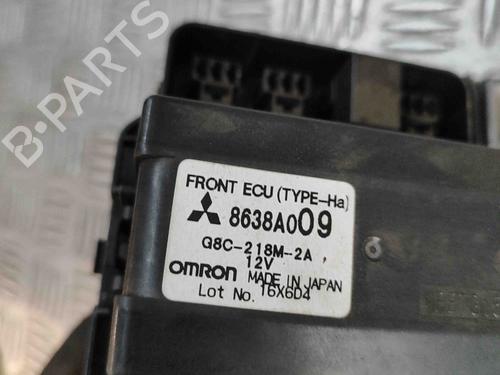 B-PARTS
FRONT ECU (TYPE-Ha)
8638A009
G8C-218M-2A
12V
OMRON MADE IN JAPAN
Lot No. 16X6D4